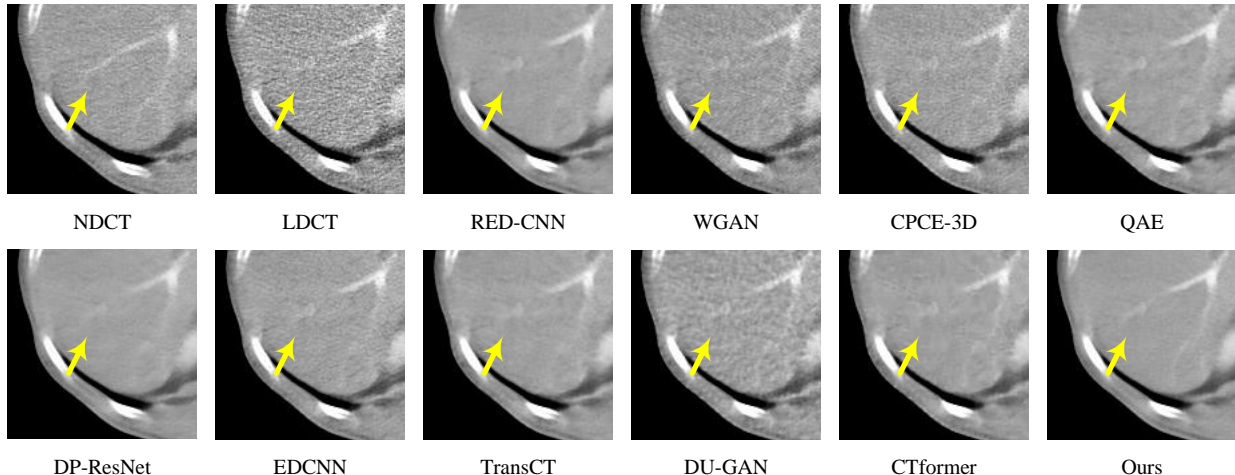 NDCT LDCT RED-CNN WGAN CPCE-3D QAE
DP-ResNet EDCNN TransCT DU-GAN CTformer Ours